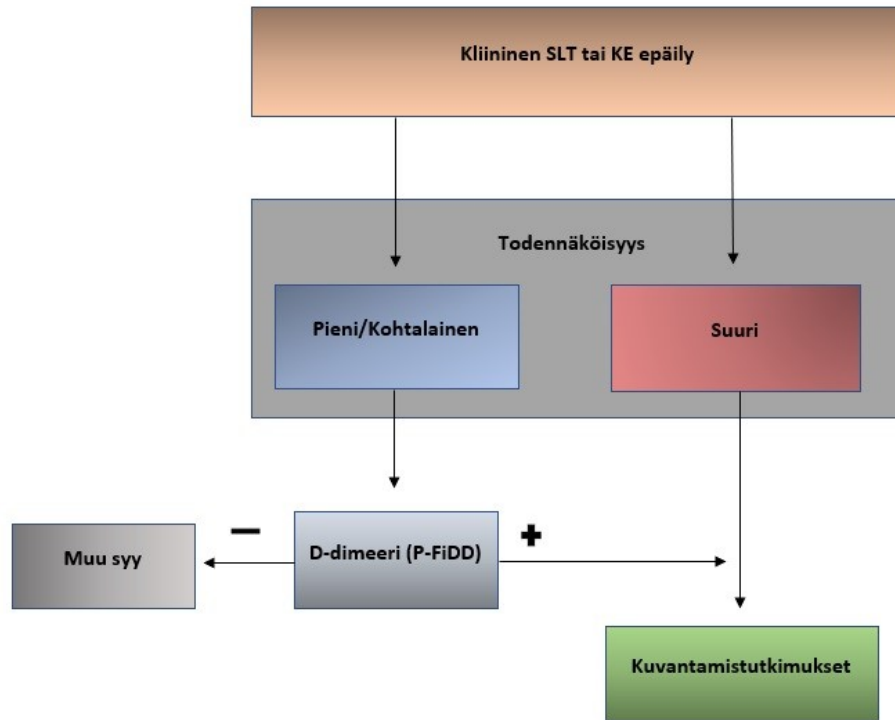 Kliininen SLT tai KE epäily
Todennäköisyys
Pieni/Kohtalainen
Suuri
Muu syy
−
D-dimeeri (P-FiDD)
+
Kuvantamistutkimukset